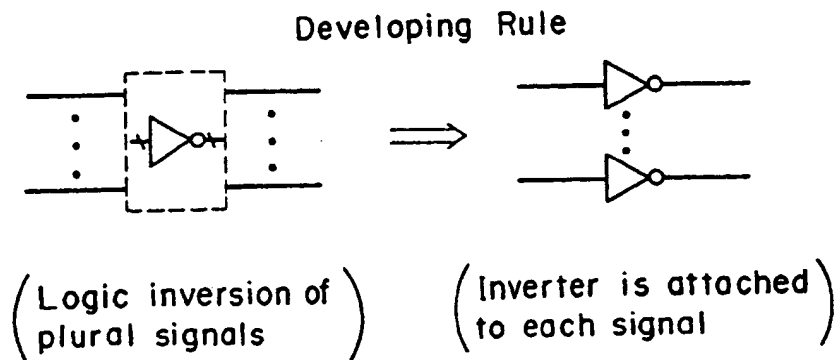 Developing Rule
(Logic inversion of
plural signals)
(Inverter is attached
to each signal)